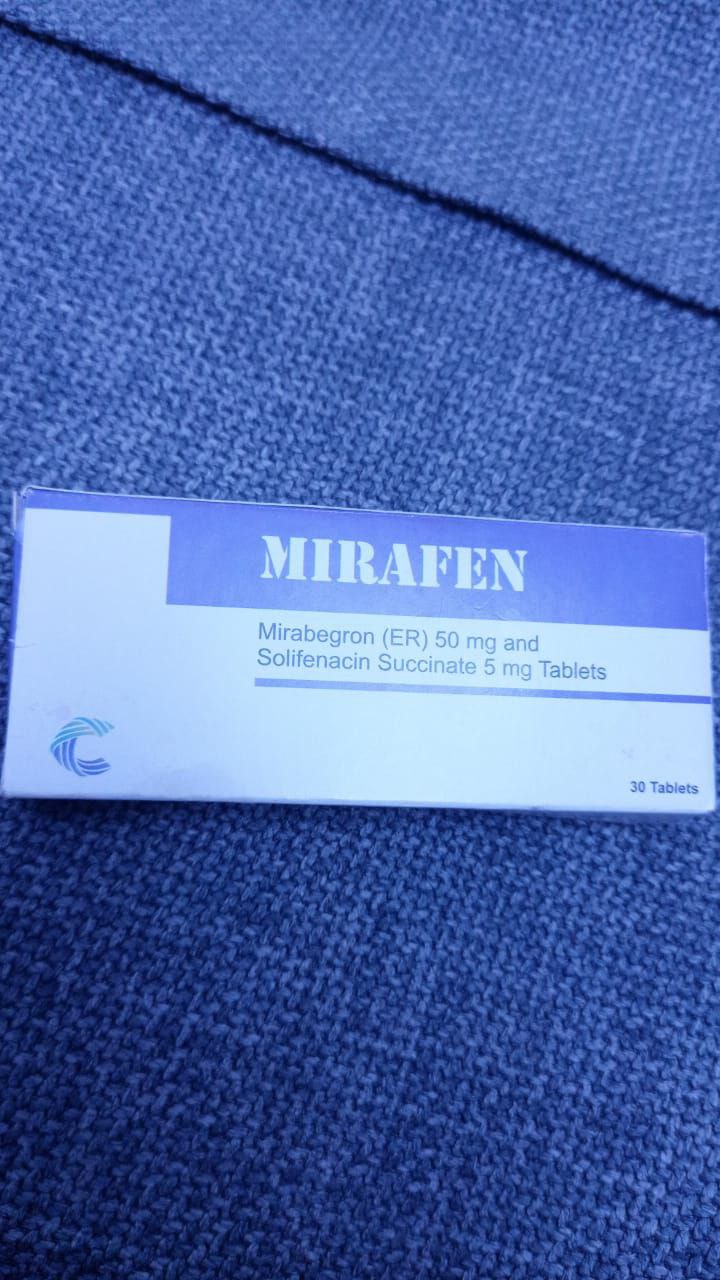 MIRAFEN
Mirabegron (ER) 50 mg and
Solifenacin Succinate 5 mg Tablets
30 Tablets